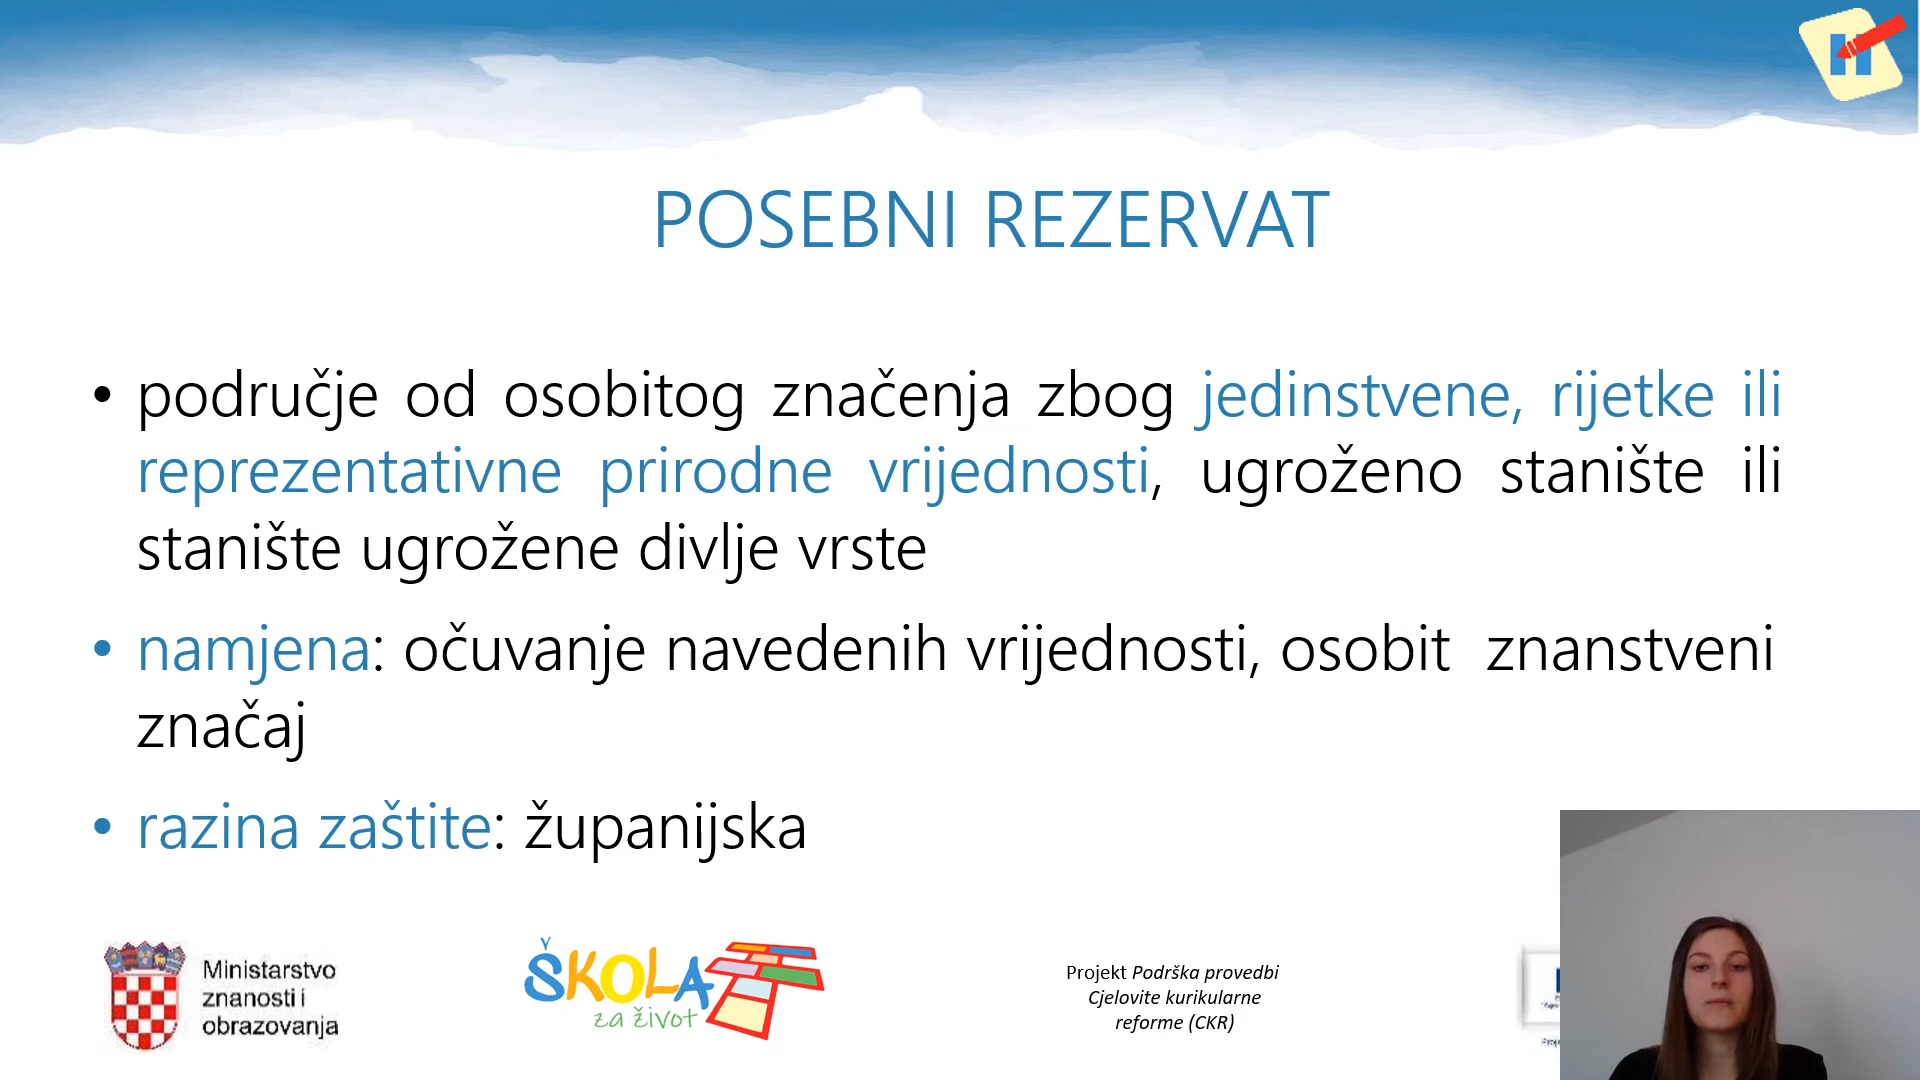 POSEBNI REZERVAT
• područje od osobitog značenja zbog jedinstvene, rijetke ili
reprezentativne prirodne vrijednosti, ugroženo stanište ili
stanište ugrožene divlje vrste
• namjena: očuvanje navedenih vrijednosti, osobit znanstveni
značaj
• razina zaštite: županijska
Ministarstvo
znanosti i
obrazovanja
ŠKOLA
za život
Projekt Podrška provedbi
Cjelovite kurikularne
reforme (CKR)